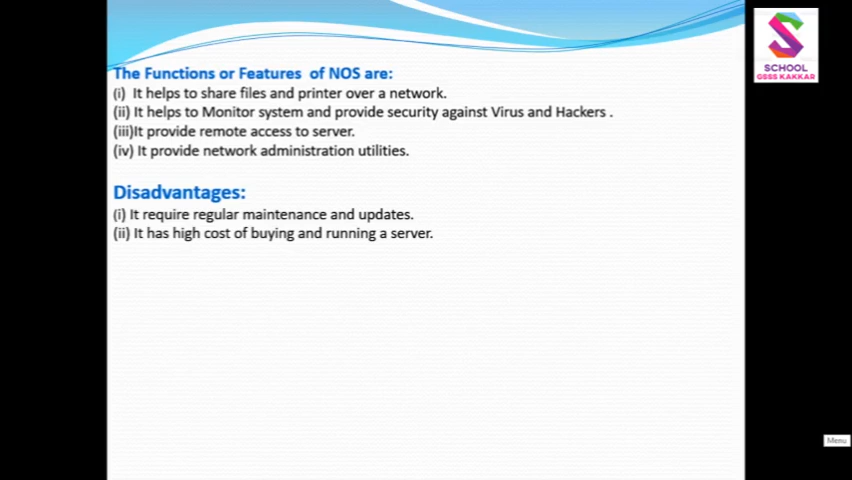 The Functions or Features of NOS are:
(i) It helps to share files and printer over a network.
(ii) It helps to Monitor system and provide security against Virus and Hackers .
(iii)It provide remote access to server.
(iv) It provide network administration utilities.
Disadvantages:
(i) It require regular maintenance and updates.
(ii) It has high cost of buying and running a server.
SCHOOL
GSSS KAKKAR
Menu